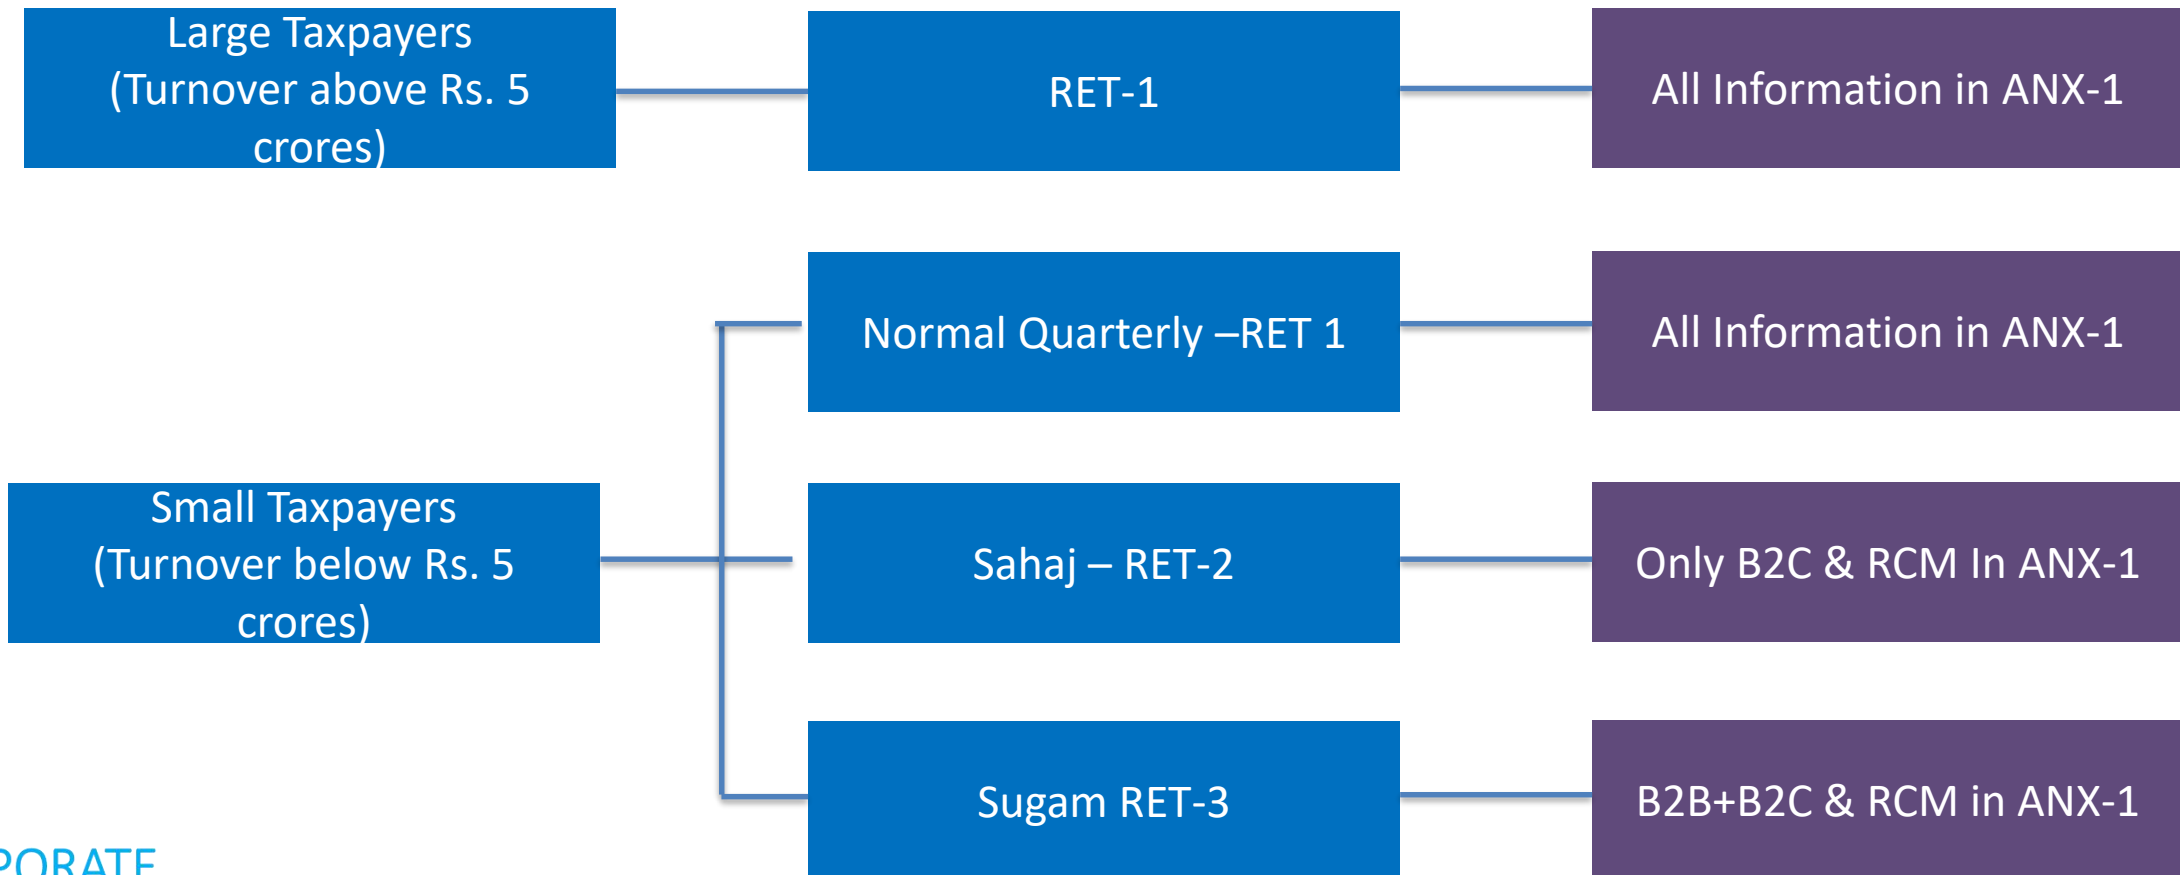 Large Taxpayers
(Turnover above Rs. 5
crores)
RET-1
All Information in ANX-1
Normal Quarterly –RET 1
All Information in ANX-1
Small Taxpayers
(Turnover below Rs. 5
crores)
Sahaj – RET-2
Only B2C & RCM In ANX-1
Sugam RET-3
B2B+B2C & RCM in ANX-1